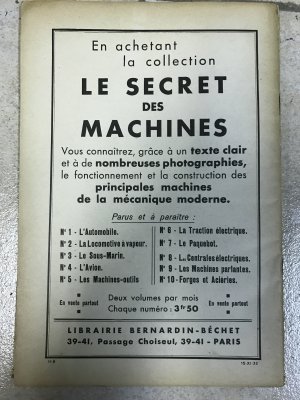 En achetant
la collection
LE SECRET
DES
MACHINES
Vous connaîtrez, grâce à un texte clair
et à de nombreuses photographies,
le fonctionnement et la construction des
principales machines
de la mécanique moderne.
Parus et à paraître :
N° 1 - L'Automobile.
N° 2 - La Locomotive à vapeur.
N° 3 - Le Sous-Marin.
N° 4 - L'Avion.
N° 5 - Les Machines-outils
N° 6 - La Traction électrique.
N° 7 - Le Paquebot.
N° 8 - Les Centrales électriques.
N° 9 - Les Machines parlantes.
N° 10 - Forges et Aciéries.
En vente partout
Deux volumes par mois
Chaque numéro : 3 fr 50
En vente partout
LIBRAIRIE BERNARDIN-BÉCHET
39-41, Passage Choiseul, 39-41 - PARIS